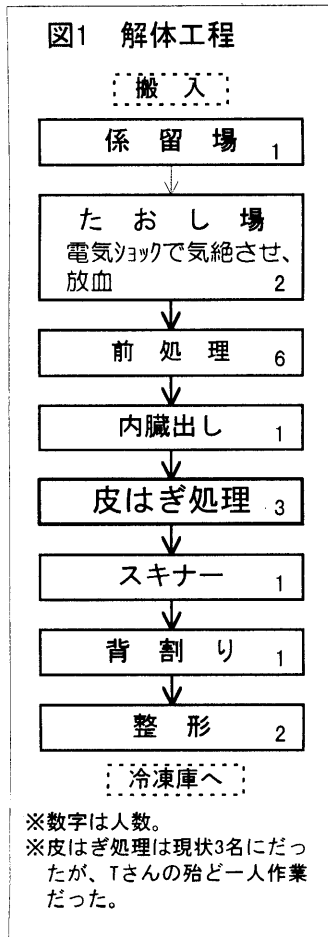 図1 解体工程
搬 入
係 留 場 1
た お し 場
電気ショックで気絶させ、
放血 2
前 処 理 6
内臓出し 1
皮はぎ処理 3
スキナー 1
背 割 り 1
整 形 2
冷凍庫へ
※数字は人数。
※皮はぎ処理は現状3名にだっ
たが、Tさんの殆ど一人作業
だった。